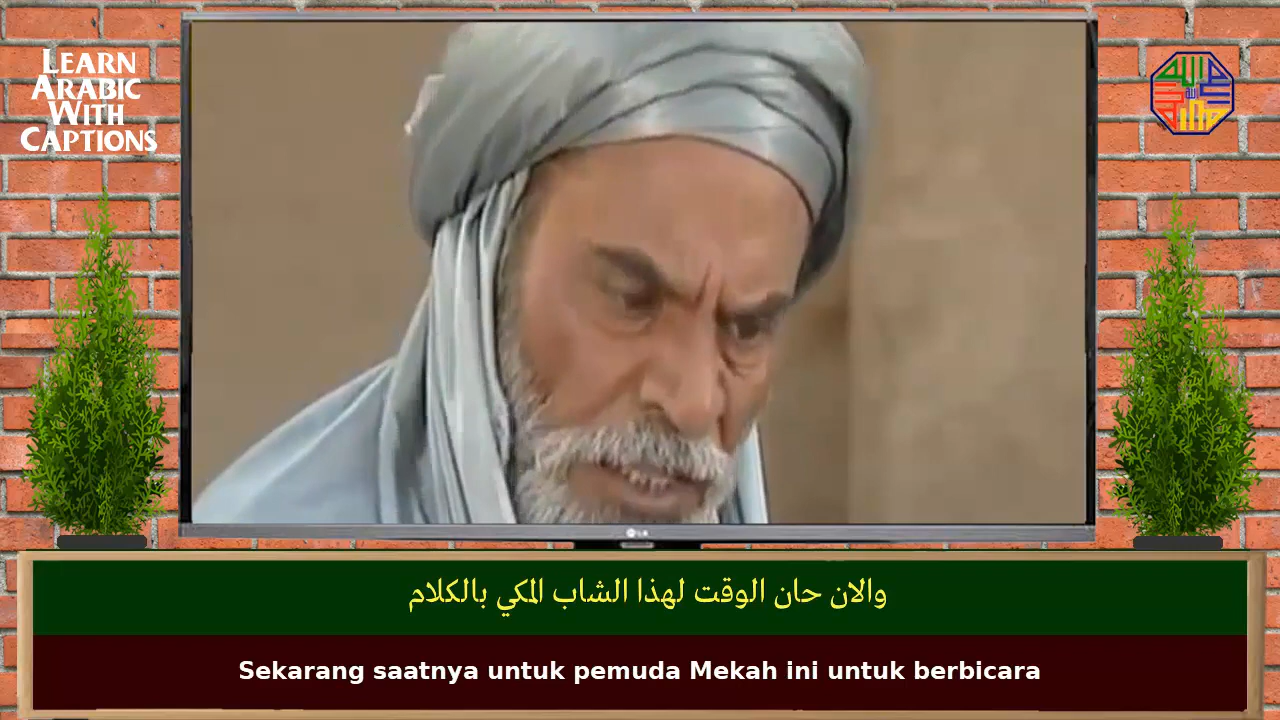 LEARN
ARABIC
WITH
CAPTIONS
LG
والان حان الوقت لهذا الشاب المكي بالكلام
Sekarang saatnya untuk pemuda Mekah ini untuk berbicara